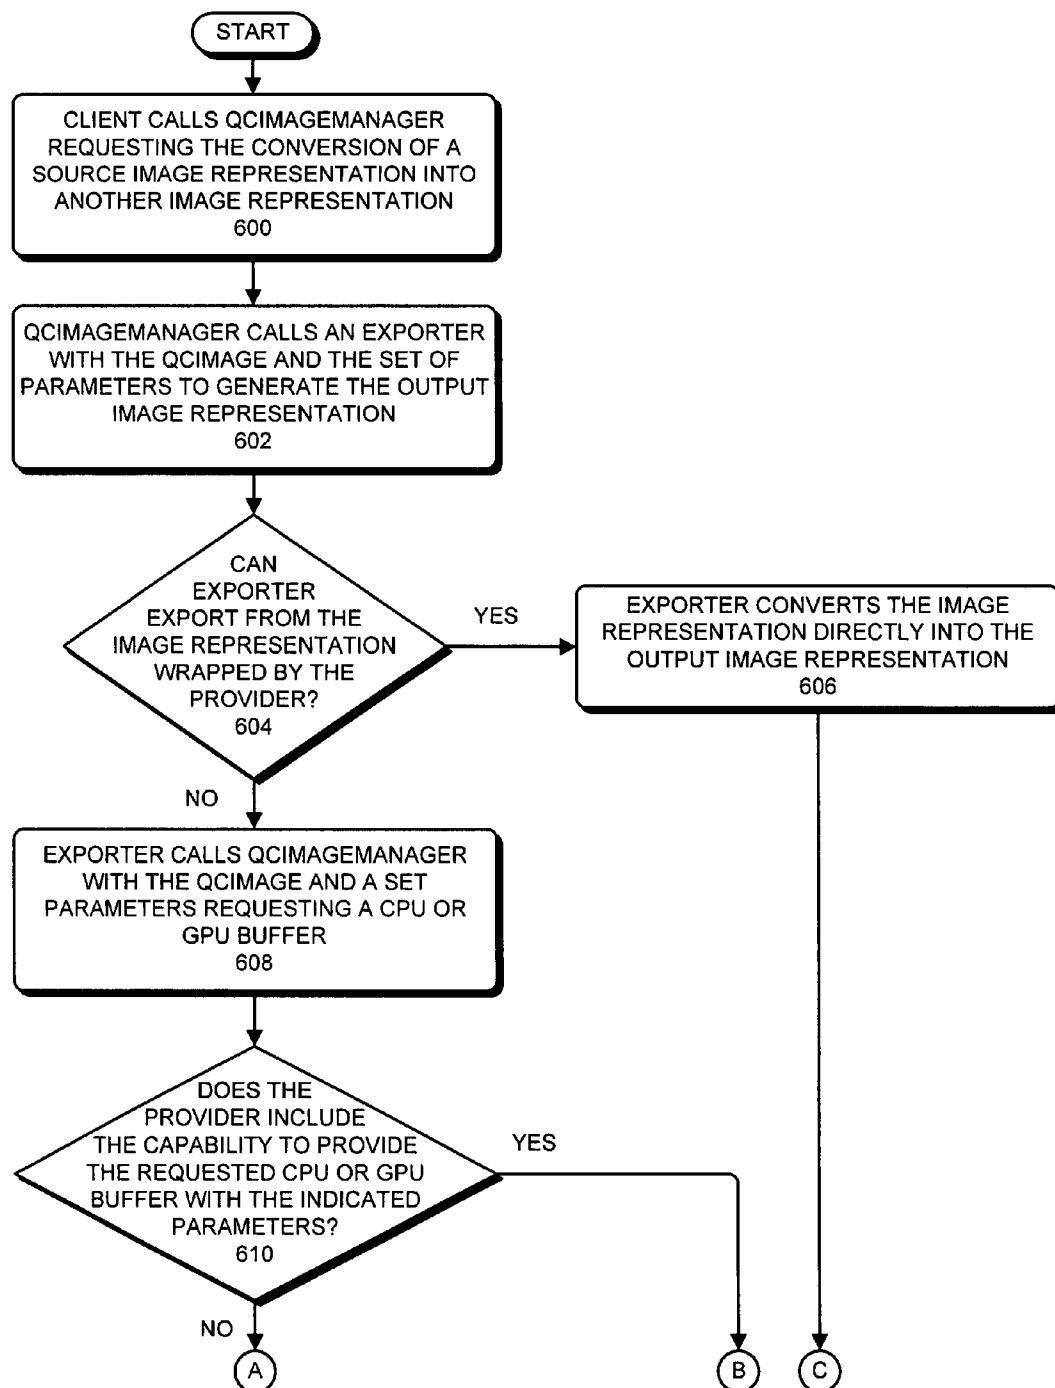 START
CLIENT CALLS QCIMAGEMANAGER
REQUESTING THE CONVERSION OF A
SOURCE IMAGE REPRESENTATION INTO
ANOTHER IMAGE REPRESENTATION
600
QCIMAGEMANAGER CALLS AN EXPORTER
WITH THE QCIMAGE AND THE SET OF
PARAMETERS TO GENERATE THE OUTPUT
IMAGE REPRESENTATION
602
CAN
EXPORTER
EXPORT FROM THE
IMAGE REPRESENTATION
WRAPPED BY THE
PROVIDER?
604
YES
EXPORTER CONVERTS THE IMAGE
REPRESENTATION DIRECTLY INTO THE
OUTPUT IMAGE REPRESENTATION
606
NO
EXPORTER CALLS QCIMAGEMANAGER
WITH THE QCIMAGE AND A SET
PARAMETERS REQUESTING A CPU OR
GPU BUFFER
608
DOES THE
PROVIDER INCLUDE
THE CAPABILITY TO PROVIDE
THE REQUESTED CPU OR GPU
BUFFER WITH THE INDICATED
PARAMETERS?
610
YES
NO
A
B
C